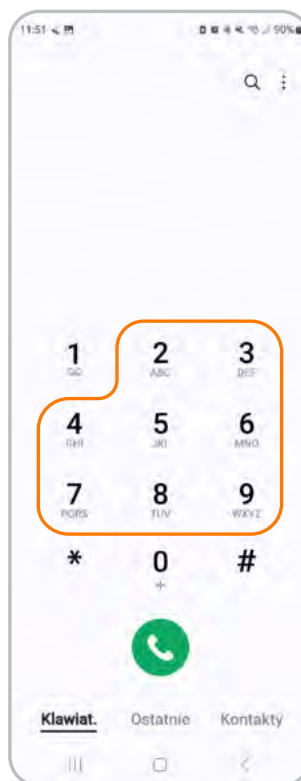 11:51 90%
1 2 3
ABC DEF
4 5 6
GHI JKL MNO
7 8 9
PQRS TUV WXYZ
* 0 #
+
Klawiat. Ostatnie Kontakty